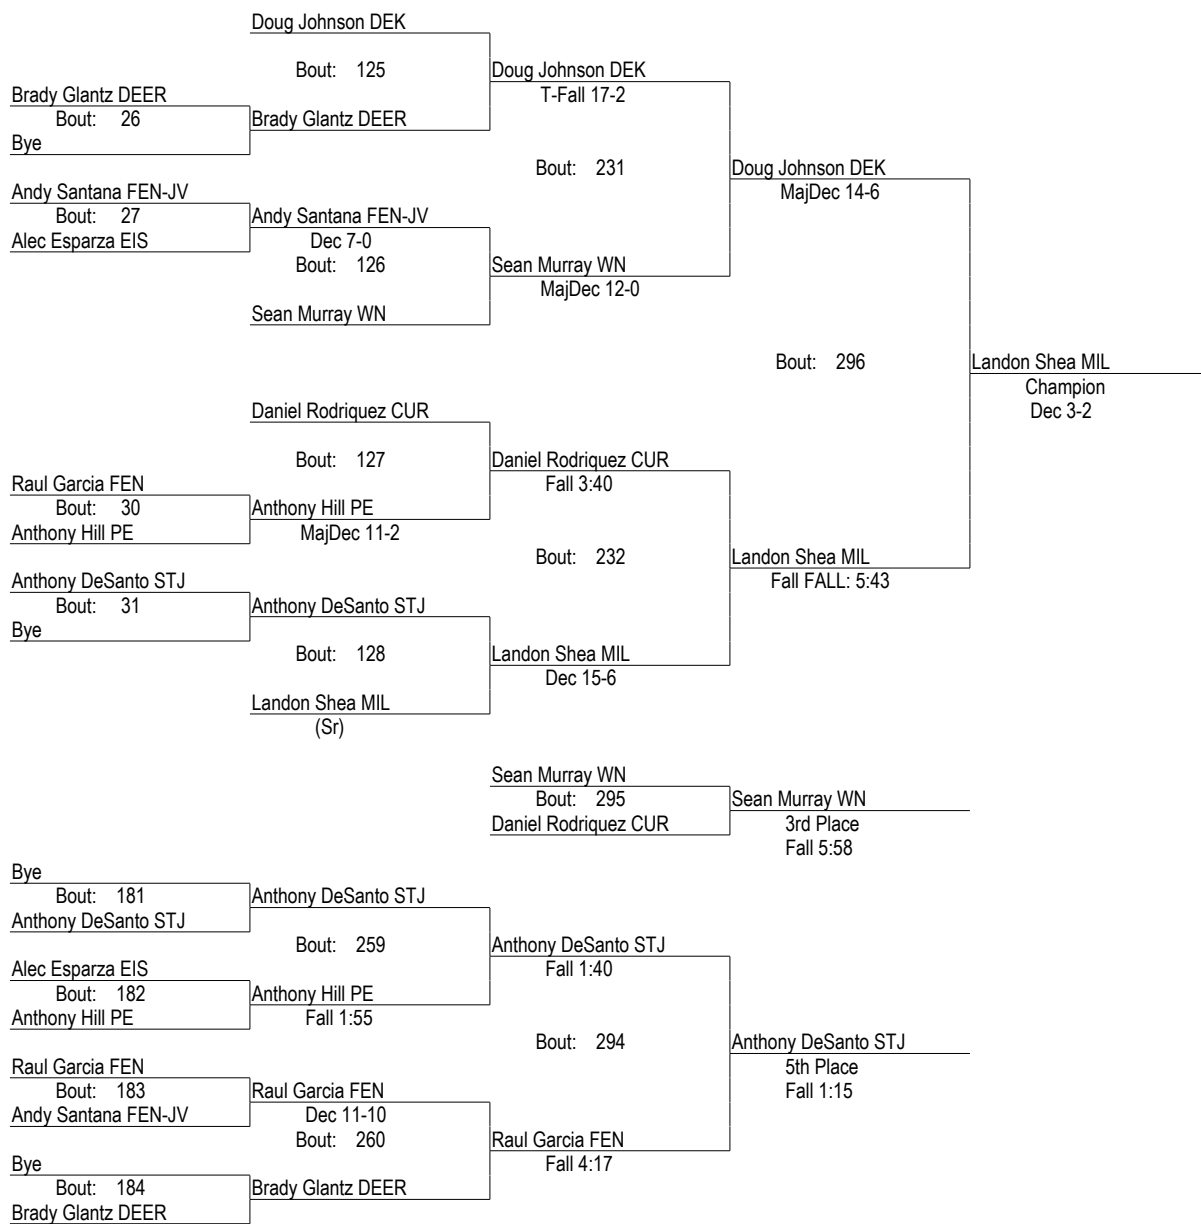 Doug Johnson DEK
Bout: 125
Doug Johnson DEK
T-Fall 17-2
Brady Glantz DEER
Bout: 26
Brady Glantz DEER
Bye
Bout: 231
Doug Johnson DEK
MajDec 14-6
Andy Santana FEN-JV
Bout: 27
Andy Santana FEN-JV
Alec Esparza EIS
Dec 7-0
Bout: 126
Sean Murray WN
MajDec 12-0
Sean Murray WN
Bout: 296
Landon Shea MIL
Champion
Dec 3-2
Daniel Rodriquez CUR
Bout: 127
Daniel Rodriquez CUR
Fall 3:40
Raul Garcia FEN
Bout: 30
Anthony Hill PE
Anthony Hill PE
MajDec 11-2
Bout: 232
Landon Shea MIL
Fall FALL: 5:43
Anthony DeSanto STJ
Bout: 31
Anthony DeSanto STJ
Bye
Bout: 128
Landon Shea MIL
Dec 15-6
Landon Shea MIL
(Sr)
Sean Murray WN
Bout: 295
Sean Murray WN
Daniel Rodriquez CUR
3rd Place
Fall 5:58
Bye
Bout: 181
Anthony DeSanto STJ
Anthony DeSanto STJ
Bout: 259
Anthony DeSanto STJ
Fall 1:40
Alec Esparza EIS
Bout: 182
Anthony Hill PE
Anthony Hill PE
Fall 1:55
Bout: 294
Anthony DeSanto STJ
5th Place
Fall 1:15
Raul Garcia FEN
Bout: 183
Raul Garcia FEN
Andy Santana FEN-JV
Dec 11-10
Bout: 260
Raul Garcia FEN
Fall 4:17
Bye
Bout: 184
Brady Glantz DEER
Brady Glantz DEER